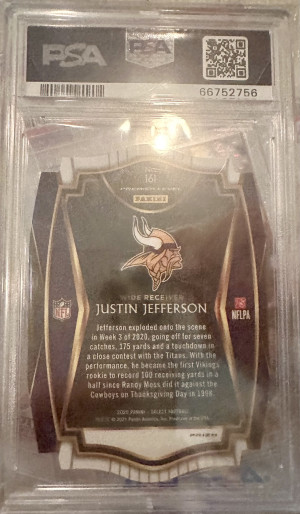 PSA
PSA
66752756
161
PANINI
WIDE RECEIVER
JUSTIN JEFFERSON
NFL
NFLPA
Jefferson exploded onto the scene
in Week 3 of 2020, going off for seven
catches, 175 yards and a touchdown in
a close contest with the Titans. With the
performance, he became the first Vikings
rookie to record 100 receiving yards in a
half since Randy Moss did it against the
Cowboys on Thanksgiving Day in 1998.
2020 PANINI - SELECT FOOTBALL